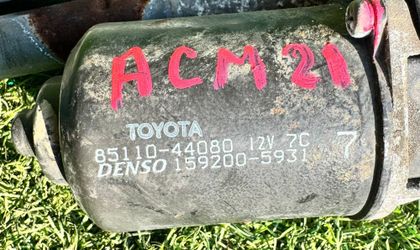 ACM21
TOYOTA
85110-44080 12V 7C
DENSO 159200-5931 7